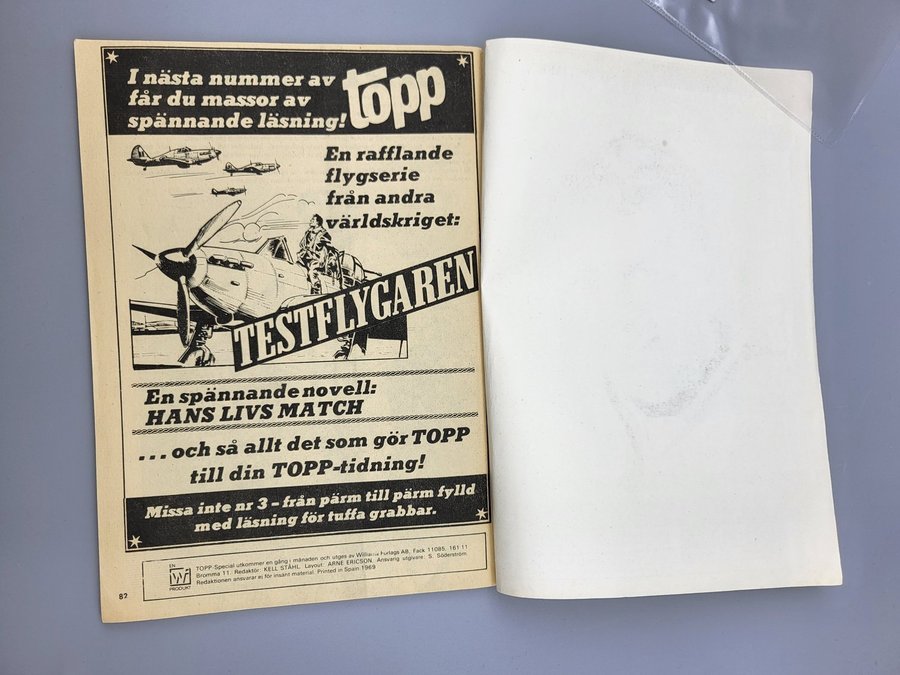 I nästa nummer av
får du massor av
spännande läsning!
topp
En rafflande
flygserie
från andra
världskriget:
TESTFLYGAREN
En spännande novell:
HANS LIVS MATCH
...och så allt det som gör TOPP
till din TOPP-tidning!
Missa inte nr 3 - från pärm till pärm fylld
med läsning för tuffa grabbar.
EN
PRODUKT
TOPP-Special utkommer en gång i månaden och utges av Williams Förlags AB, Fack 11085, 161 11
Bromma 11. Redaktör: KELL STÅHL. Layout: ARNE ERICSON. Ansvarig utgivare: S. Söderström.
Redaktionen ansvarar ej för insänt material. Printed in Spain 1969
82